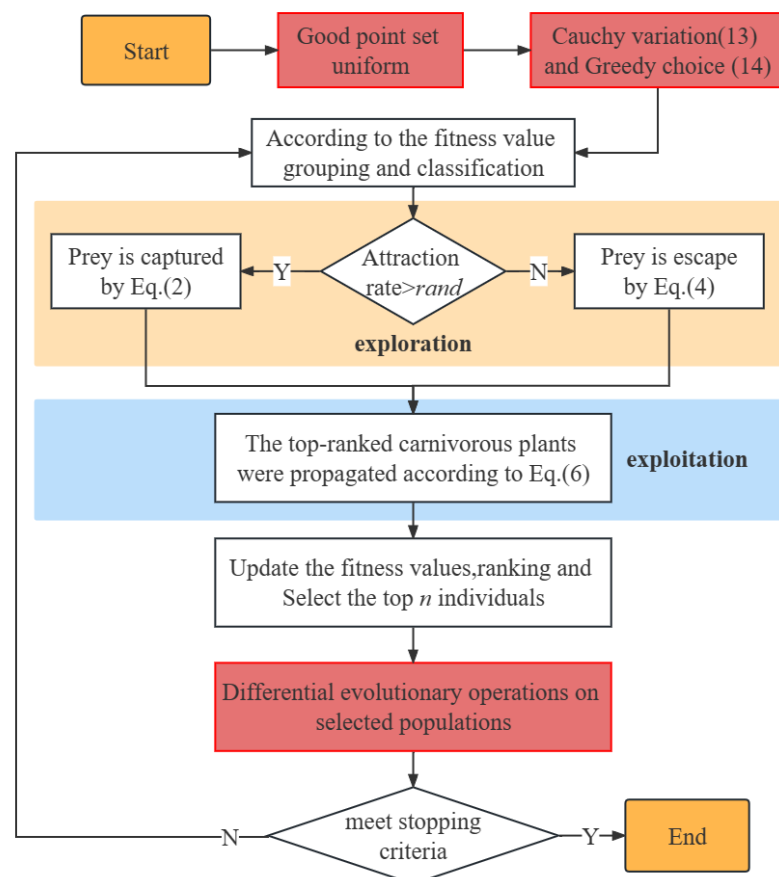 Start
Good point set
uniform
Cauchy variation(13)
and Greedy choice (14)
According to the fitness value
grouping and classification
Prey is captured
by Eq.(2)
Y
Attraction
rate>rand
N
Prey is escape
by Eq.(4)
exploration
The top-ranked carnivorous plants
were propagated according to Eq.(6)
exploitation
Update the fitness values,ranking and
Select the top n individuals
Differential evolutionary operations on
selected populations
N
meet stopping
criteria
Y
End